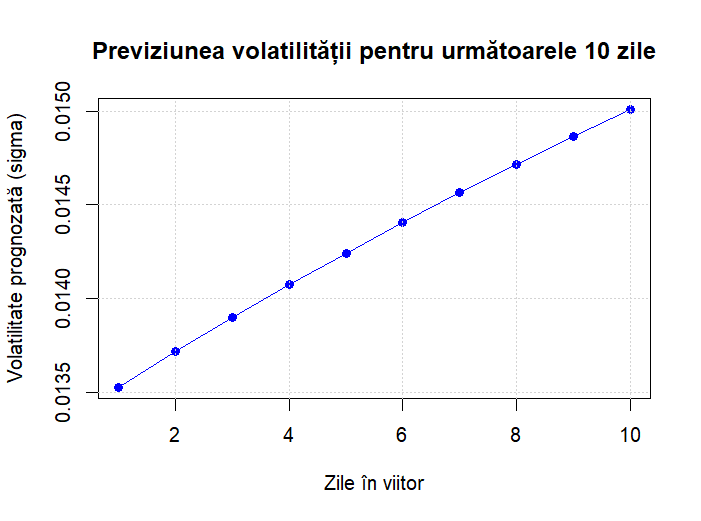 Previziunea volatilității pentru următoarele 10 zile
Volatilitate prognozată (sigma)
0.0150
0.0145
0.0140
0.0135
2 4 6 8 10
Zile în viitor